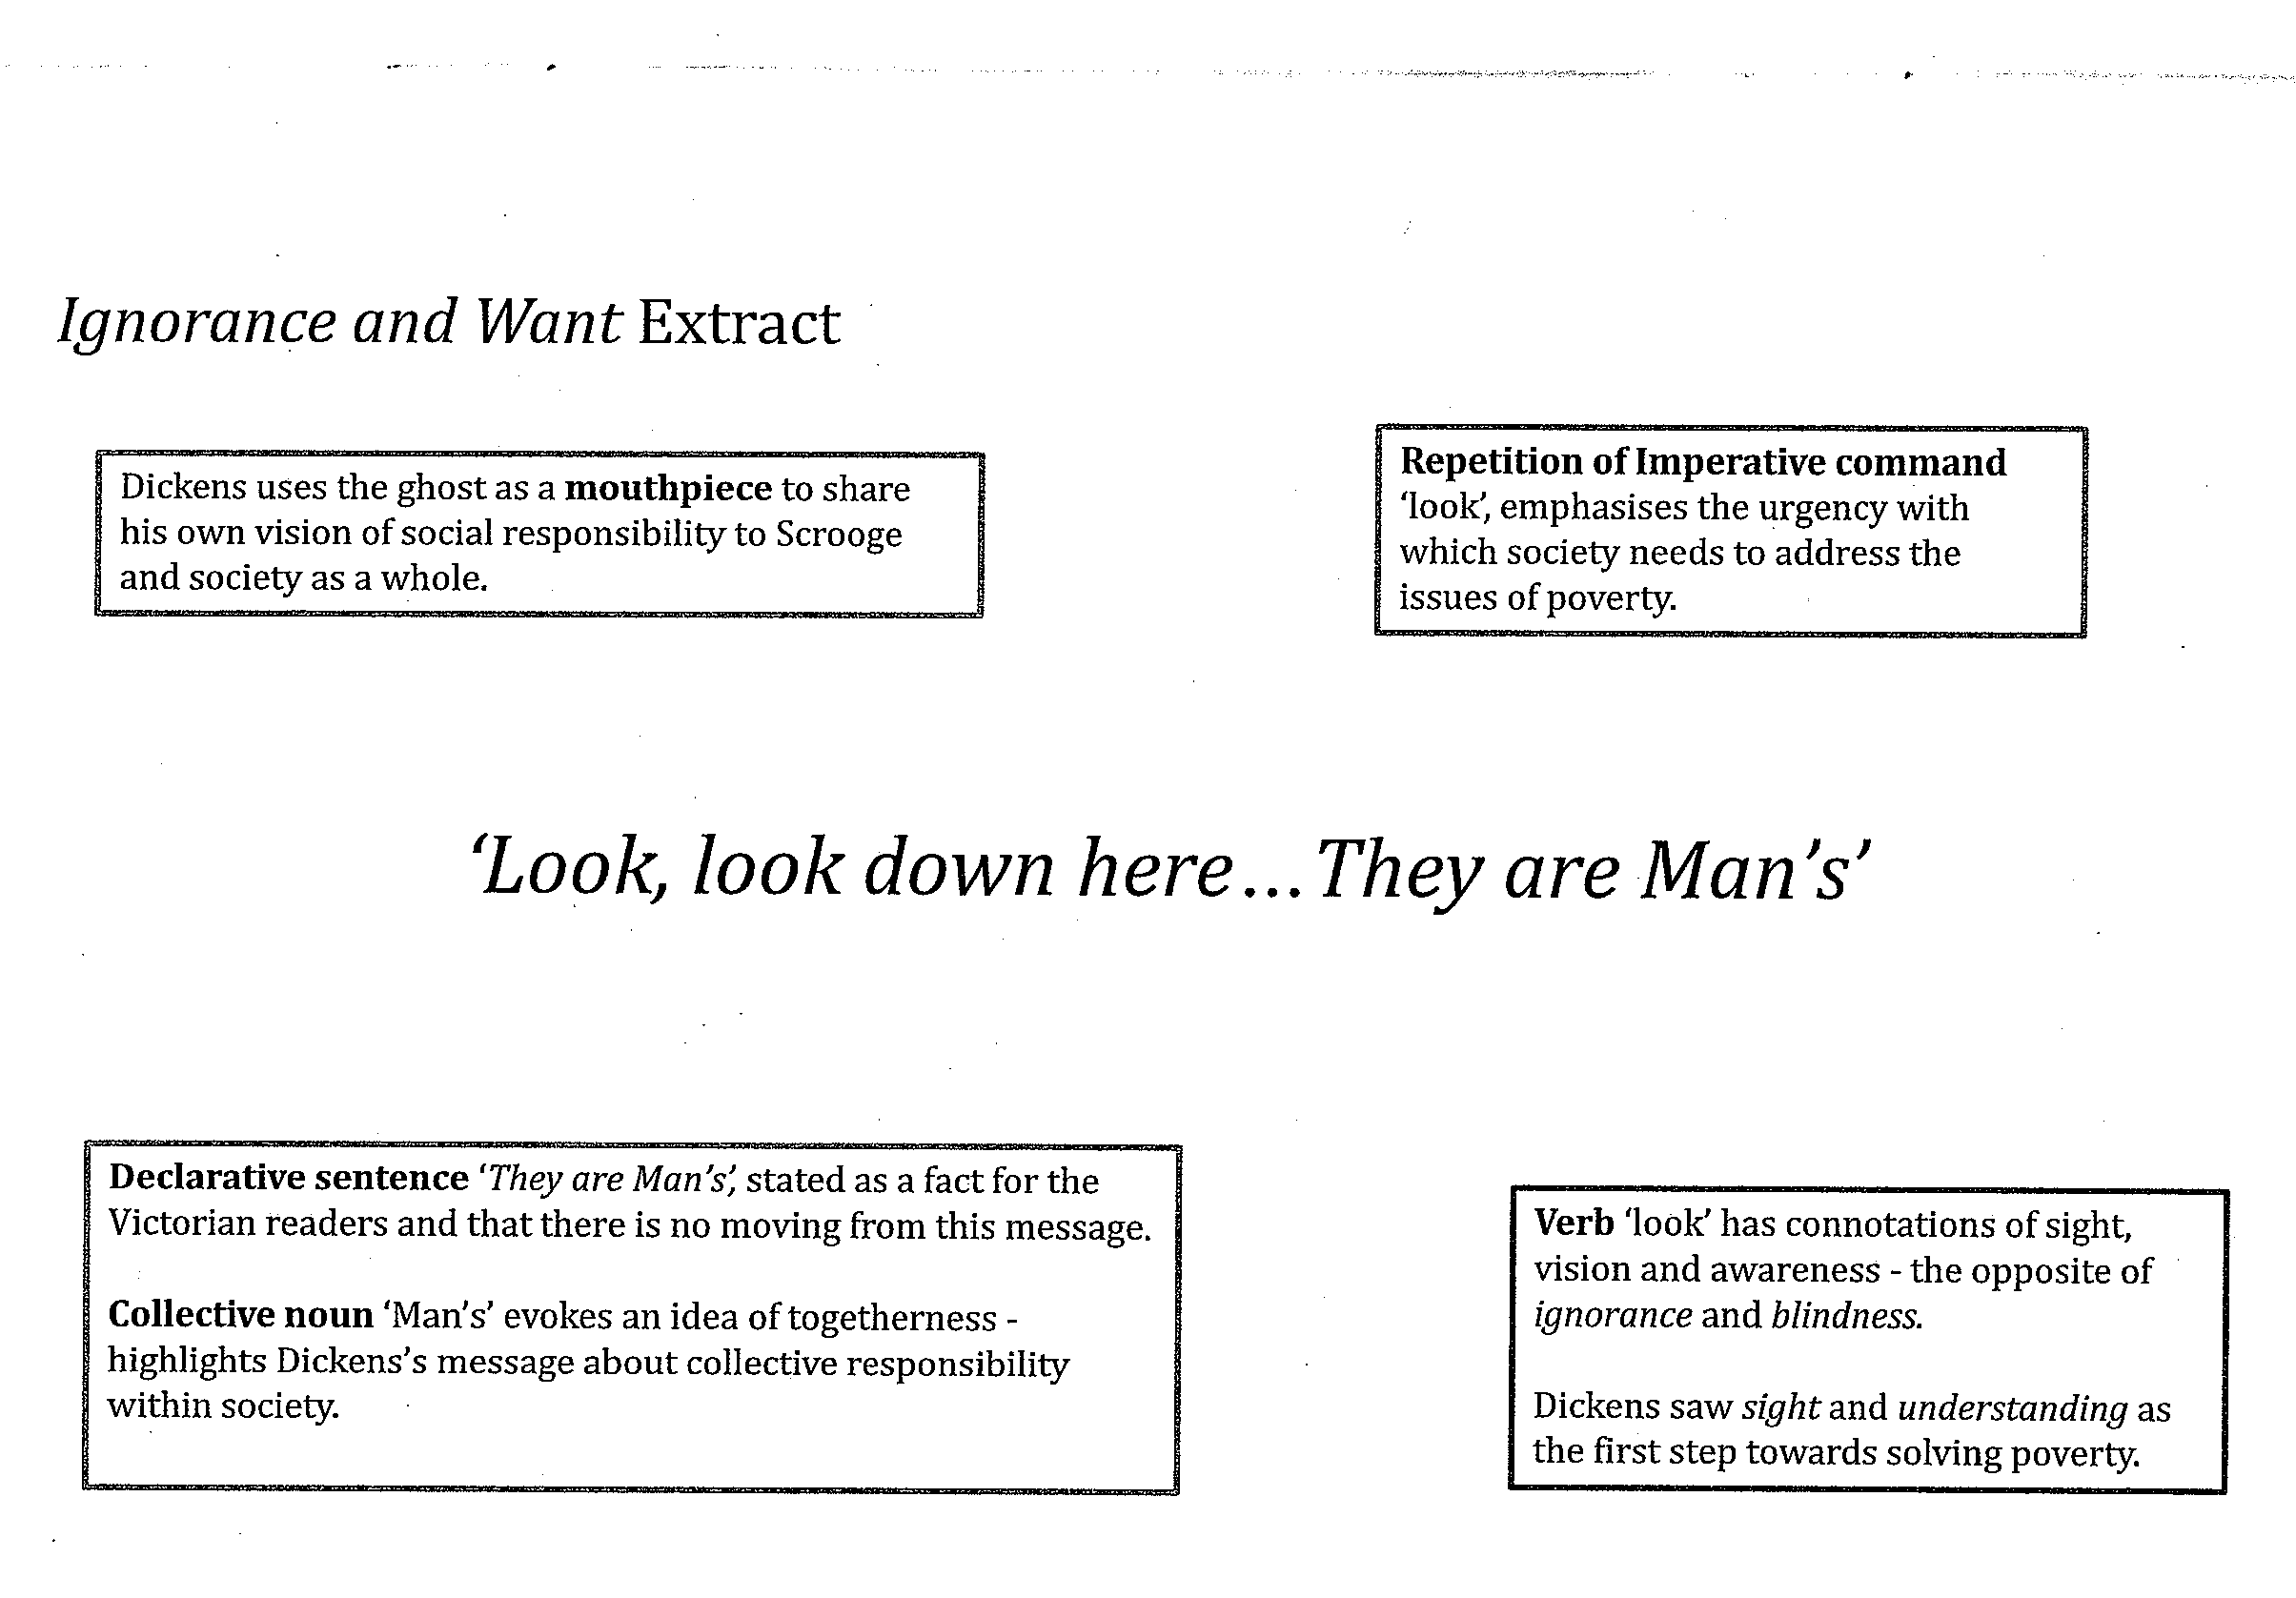 Ignorance and Want Extract
Dickens uses the ghost as a mouthpiece to share
his own vision of social responsibility to Scrooge
and society as a whole.
Repetition of Imperative command
‘look’, emphasises the urgency with
which society needs to address the
issues of poverty.
‘Look, look down here...They are Man’s’
Declarative sentence ‘They are Man’s’, stated as a fact for the
Victorian readers and that there is no moving from this message.
Collective noun ‘Man’s’ evokes an idea of togetherness -
highlights Dickens’s message about collective responsibility
within society.
Verb ‘look’ has connotations of sight,
vision and awareness - the opposite of
ignorance and blindness.
Dickens saw sight and understanding as
the first step towards solving poverty.